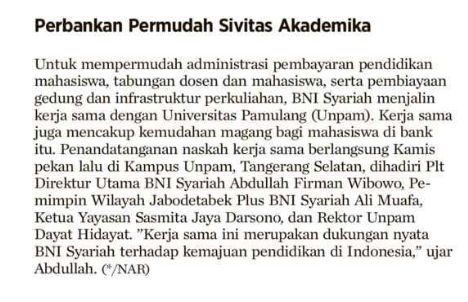 Perbankan Permudah Sivitas Akademika
Untuk mempermudah administrasi pembayaran pendidikan
mahasiswa, tabungan dosen dan mahasiswa, serta pembiayaan
gedung dan infrastruktur perkuliahan, BNI Syariah menjalin
kerja sama dengan Universitas Pamulang (Unpam). Kerja sama
juga mencakup kemudahan magang bagi mahasiswa di bank
itu. Penandatanganan naskah kerja sama berlangsung Kamis
pekan lalu di Kampus Unpam, Tangerang Selatan, dihadiri Plt
Direktur Utama BNI Syariah Abdullah Firman Wibowo, Pe-
mimpin Wilayah Jabodetabek Plus BNI Syariah Ali Muafa,
Ketua Yayasan Sasmita Jaya Darsono, dan Rektor Unpam
Dayat Hidayat. ”Kerja sama ini merupakan dukungan nyata
BNI Syariah terhadap kemajuan pendidikan di Indonesia,” ujar
Abdullah. (*/NAR)